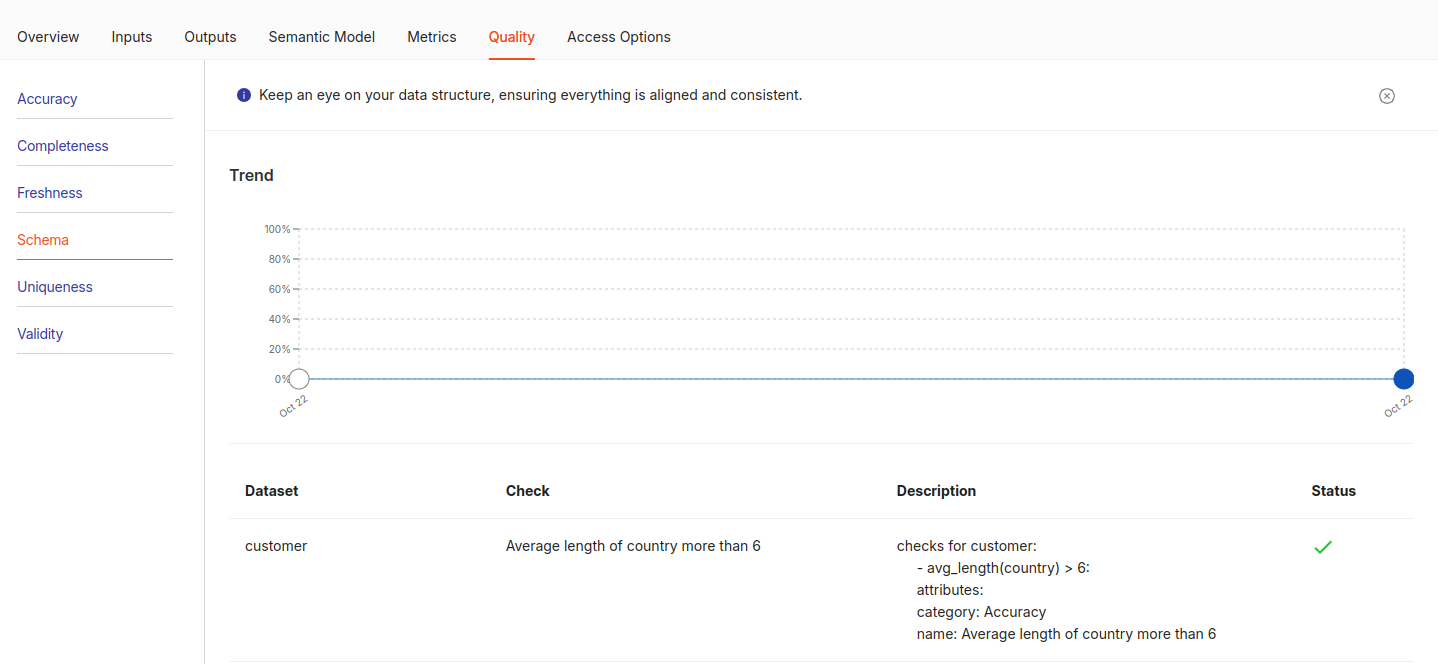 Overview Inputs Outputs Semantic Model Metrics Quality Access Options
Accuracy
Completeness
Freshness
Schema
Uniqueness
Validity
i Keep an eye on your data structure, ensuring everything is aligned and consistent.
Trend
100%
80%
60%
40%
20%
0%
Oct 22 Oct 22
Dataset Check Description Status
customer Average length of country more than 6 checks for customer:
- avg_length(country) > 6:
attributes:
category: Accuracy
name: Average length of country more than 6